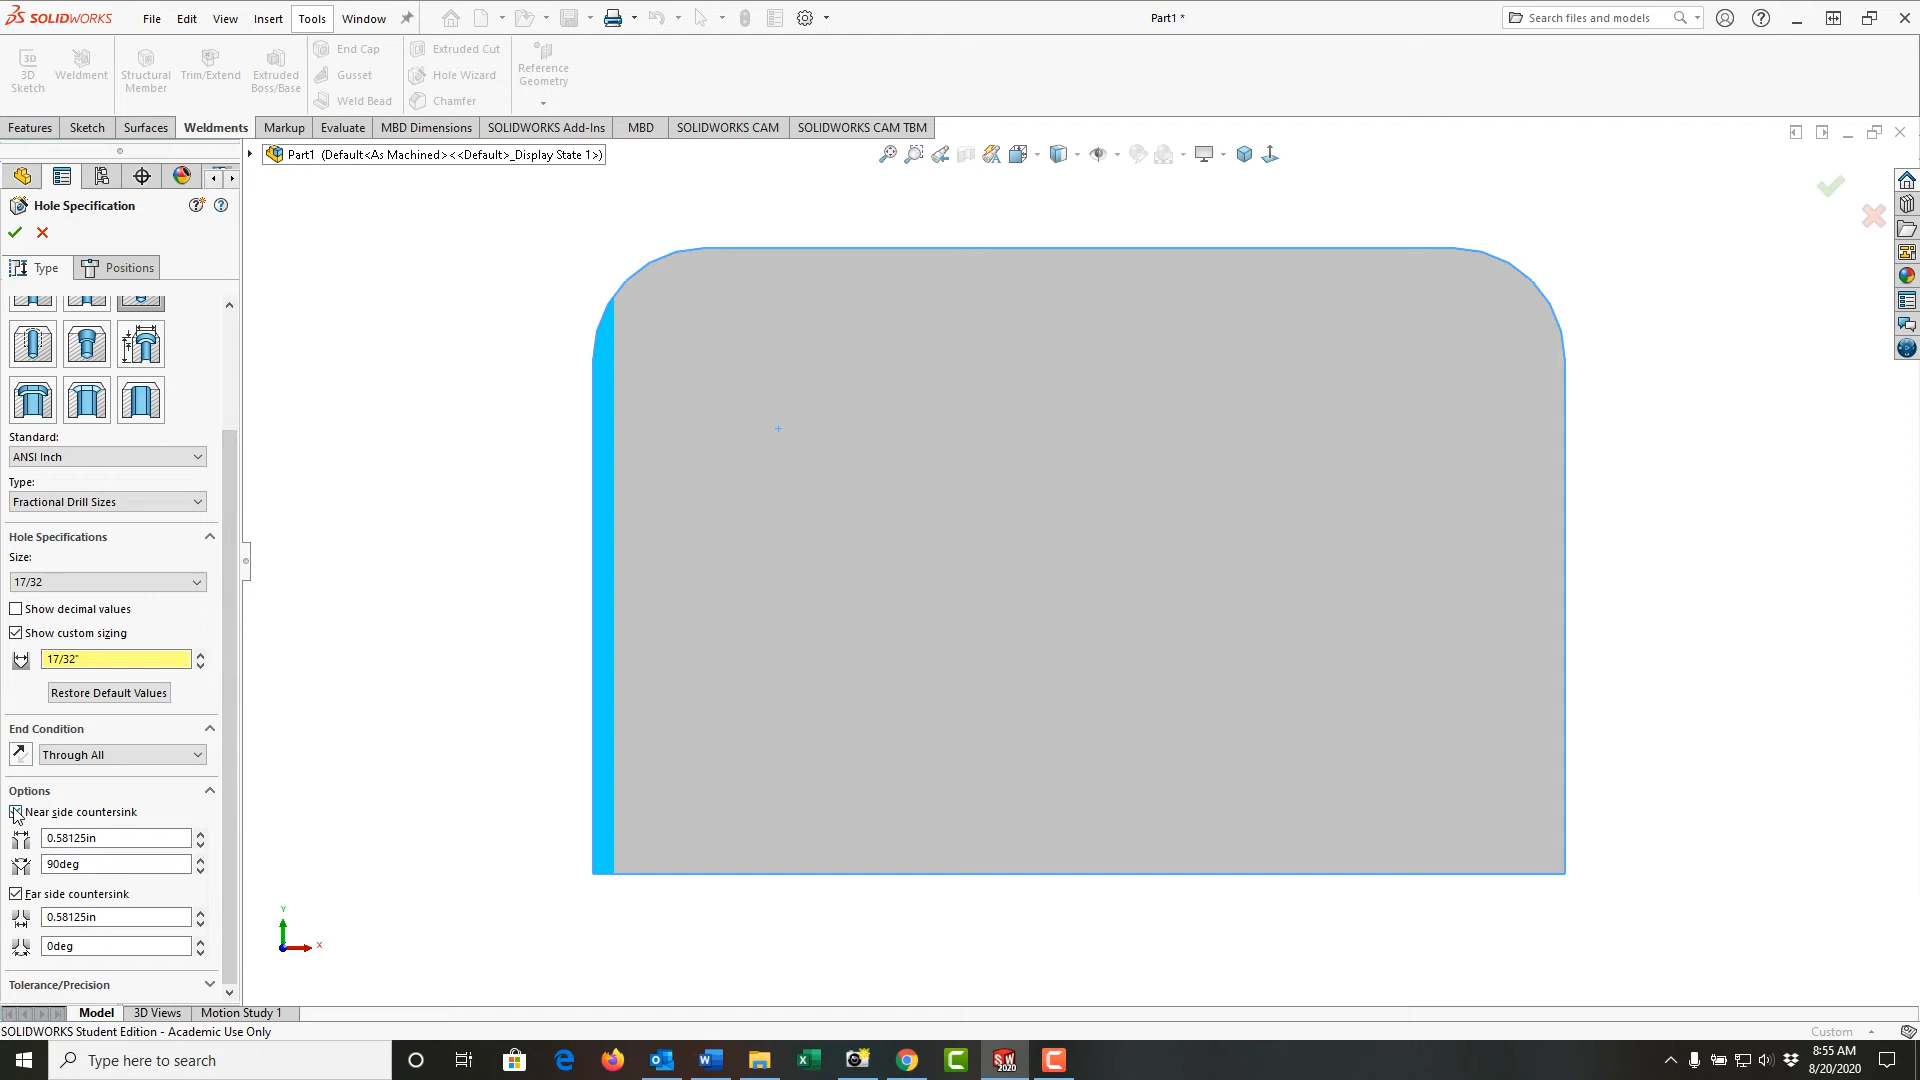 SOLIDWORKS File Edit View Insert Tools Window Part1 * Search files and models
3D Sketch
Weldment
Structural Member
Trim/Extend
Extruded Boss/Base
End Cap
Gusset
Weld Bead
Extruded Cut
Hole Wizard
Chamfer
Reference Geometry
Features Sketch Surfaces Weldments Markup Evaluate MBD Dimensions SOLIDWORKS Add-Ins MBD SOLIDWORKS CAM SOLIDWORKS CAM TBM
Part1 (Default<As Machined><<Default>_Display State 1>)
Hole Specification
Type Positions
Standard:
ANSI Inch
Type:
Fractional Drill Sizes
Hole Specifications
Size:
17/32
Show decimal values
Show custom sizing
17/32"
Restore Default Values
End Condition
Through All
Options
Near side countersink
0.58125in
90deg
Far side countersink
0.58125in
0deg
Tolerance/Precision
Y
X
Model 3D Views Motion Study 1
SOLIDWORKS Student Edition - Academic Use Only
Custom
Type here to search
SW 2020
8:55 AM
8/20/2020